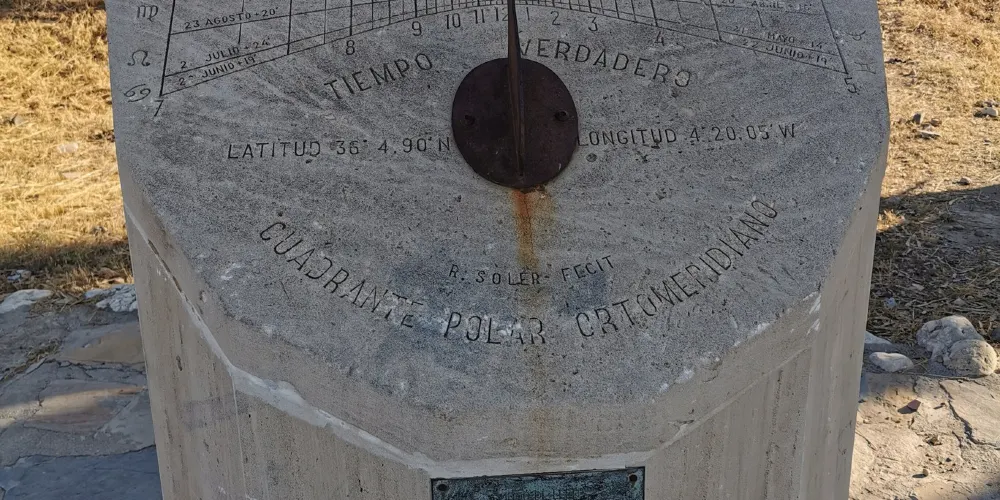 23 AGOSTO + 20'
2 - JULIO + 24'
2 - JUNIO + 19'
21 - MAYO + 14'
22 - JUNIO + 19'
7 8 9 10 11 12 1 2 3 4 5
TIEMPO VERDADERO
LATITUD 36° 4,90' N LONGITUD 4° 20,05' W
R. SOLER - FECIT
CUADRANTE POLAR ORTOMERIDIANO